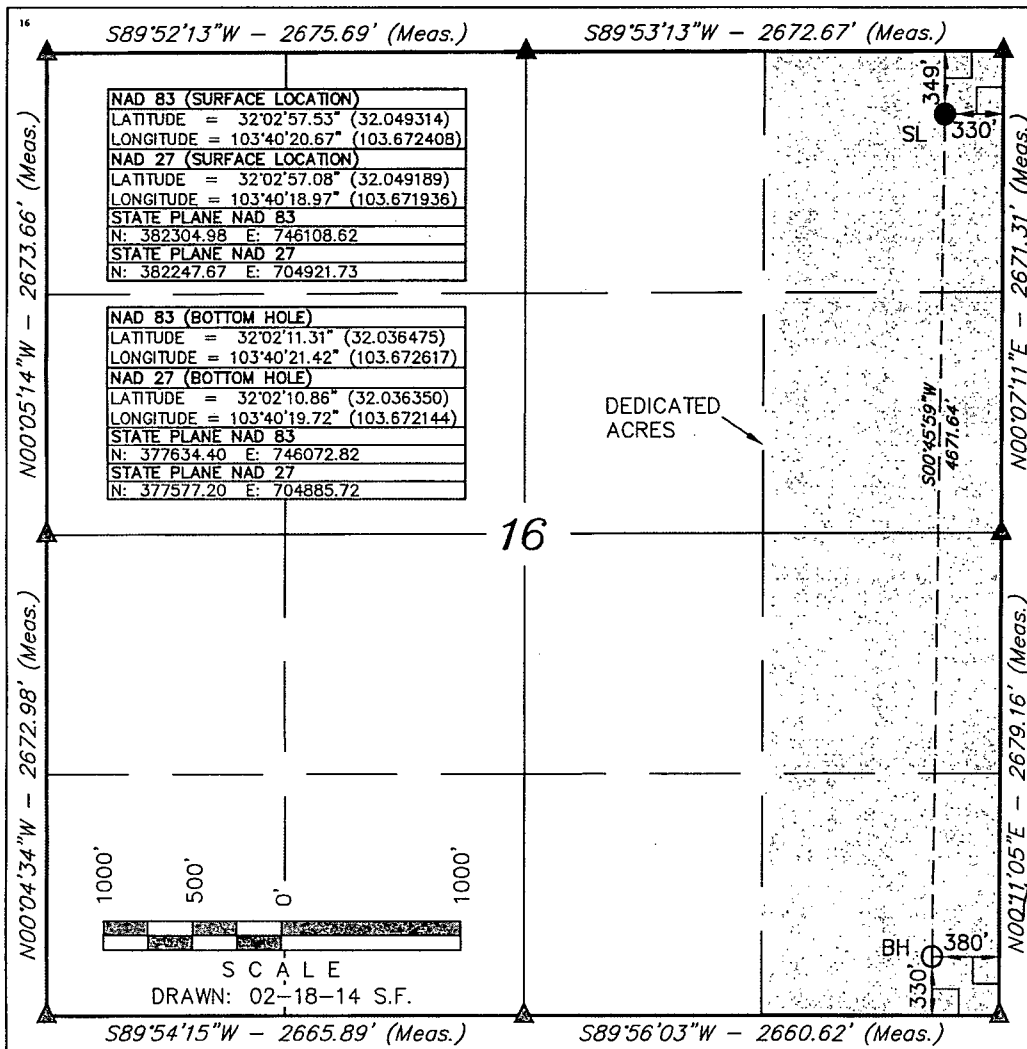 16
S89°52'13"W - 2675.69' (Meas.)
S89°53'13"W - 2672.67' (Meas.)
N00°05'14"W - 2673.66' (Meas.)
NAD 83 (SURFACE LOCATION)
LATITUDE = 32°02'57.53" (32.049314)
LONGITUDE = 103°40'20.67" (103.672408)
NAD 27 (SURFACE LOCATION)
LATITUDE = 32°02'57.08" (32.049189)
LONGITUDE = 103°40'18.97" (103.671936)
STATE PLANE NAD 83
N: 382304.98 E: 746108.62
STATE PLANE NAD 27
N: 382247.67 E: 704921.73
NAD 83 (BOTTOM HOLE)
LATITUDE = 32°02'11.31" (32.036475)
LONGITUDE = 103°40'21.42" (103.672617)
NAD 27 (BOTTOM HOLE)
LATITUDE = 32°02'10.86" (32.036350)
LONGITUDE = 103°40'19.72" (103.672144)
STATE PLANE NAD 83
N: 377634.40 E: 746072.82
STATE PLANE NAD 27
N: 377577.20 E: 704885.72
349'
330'
SL
N00°07'11"E - 2671.31' (Meas.)
DEDICATED
ACRES
S00°45'59"W
4671.64'
16
N00°04'34"W - 2672.98' (Meas.)
N00°11'05"E - 2679.16' (Meas.)
1000'
500'
0'
1000'
SCALE
DRAWN: 02-18-14 S.F.
BH
380'
330'
S89°54'15"W - 2665.89' (Meas.)
S89°56'03"W - 2660.62' (Meas.)